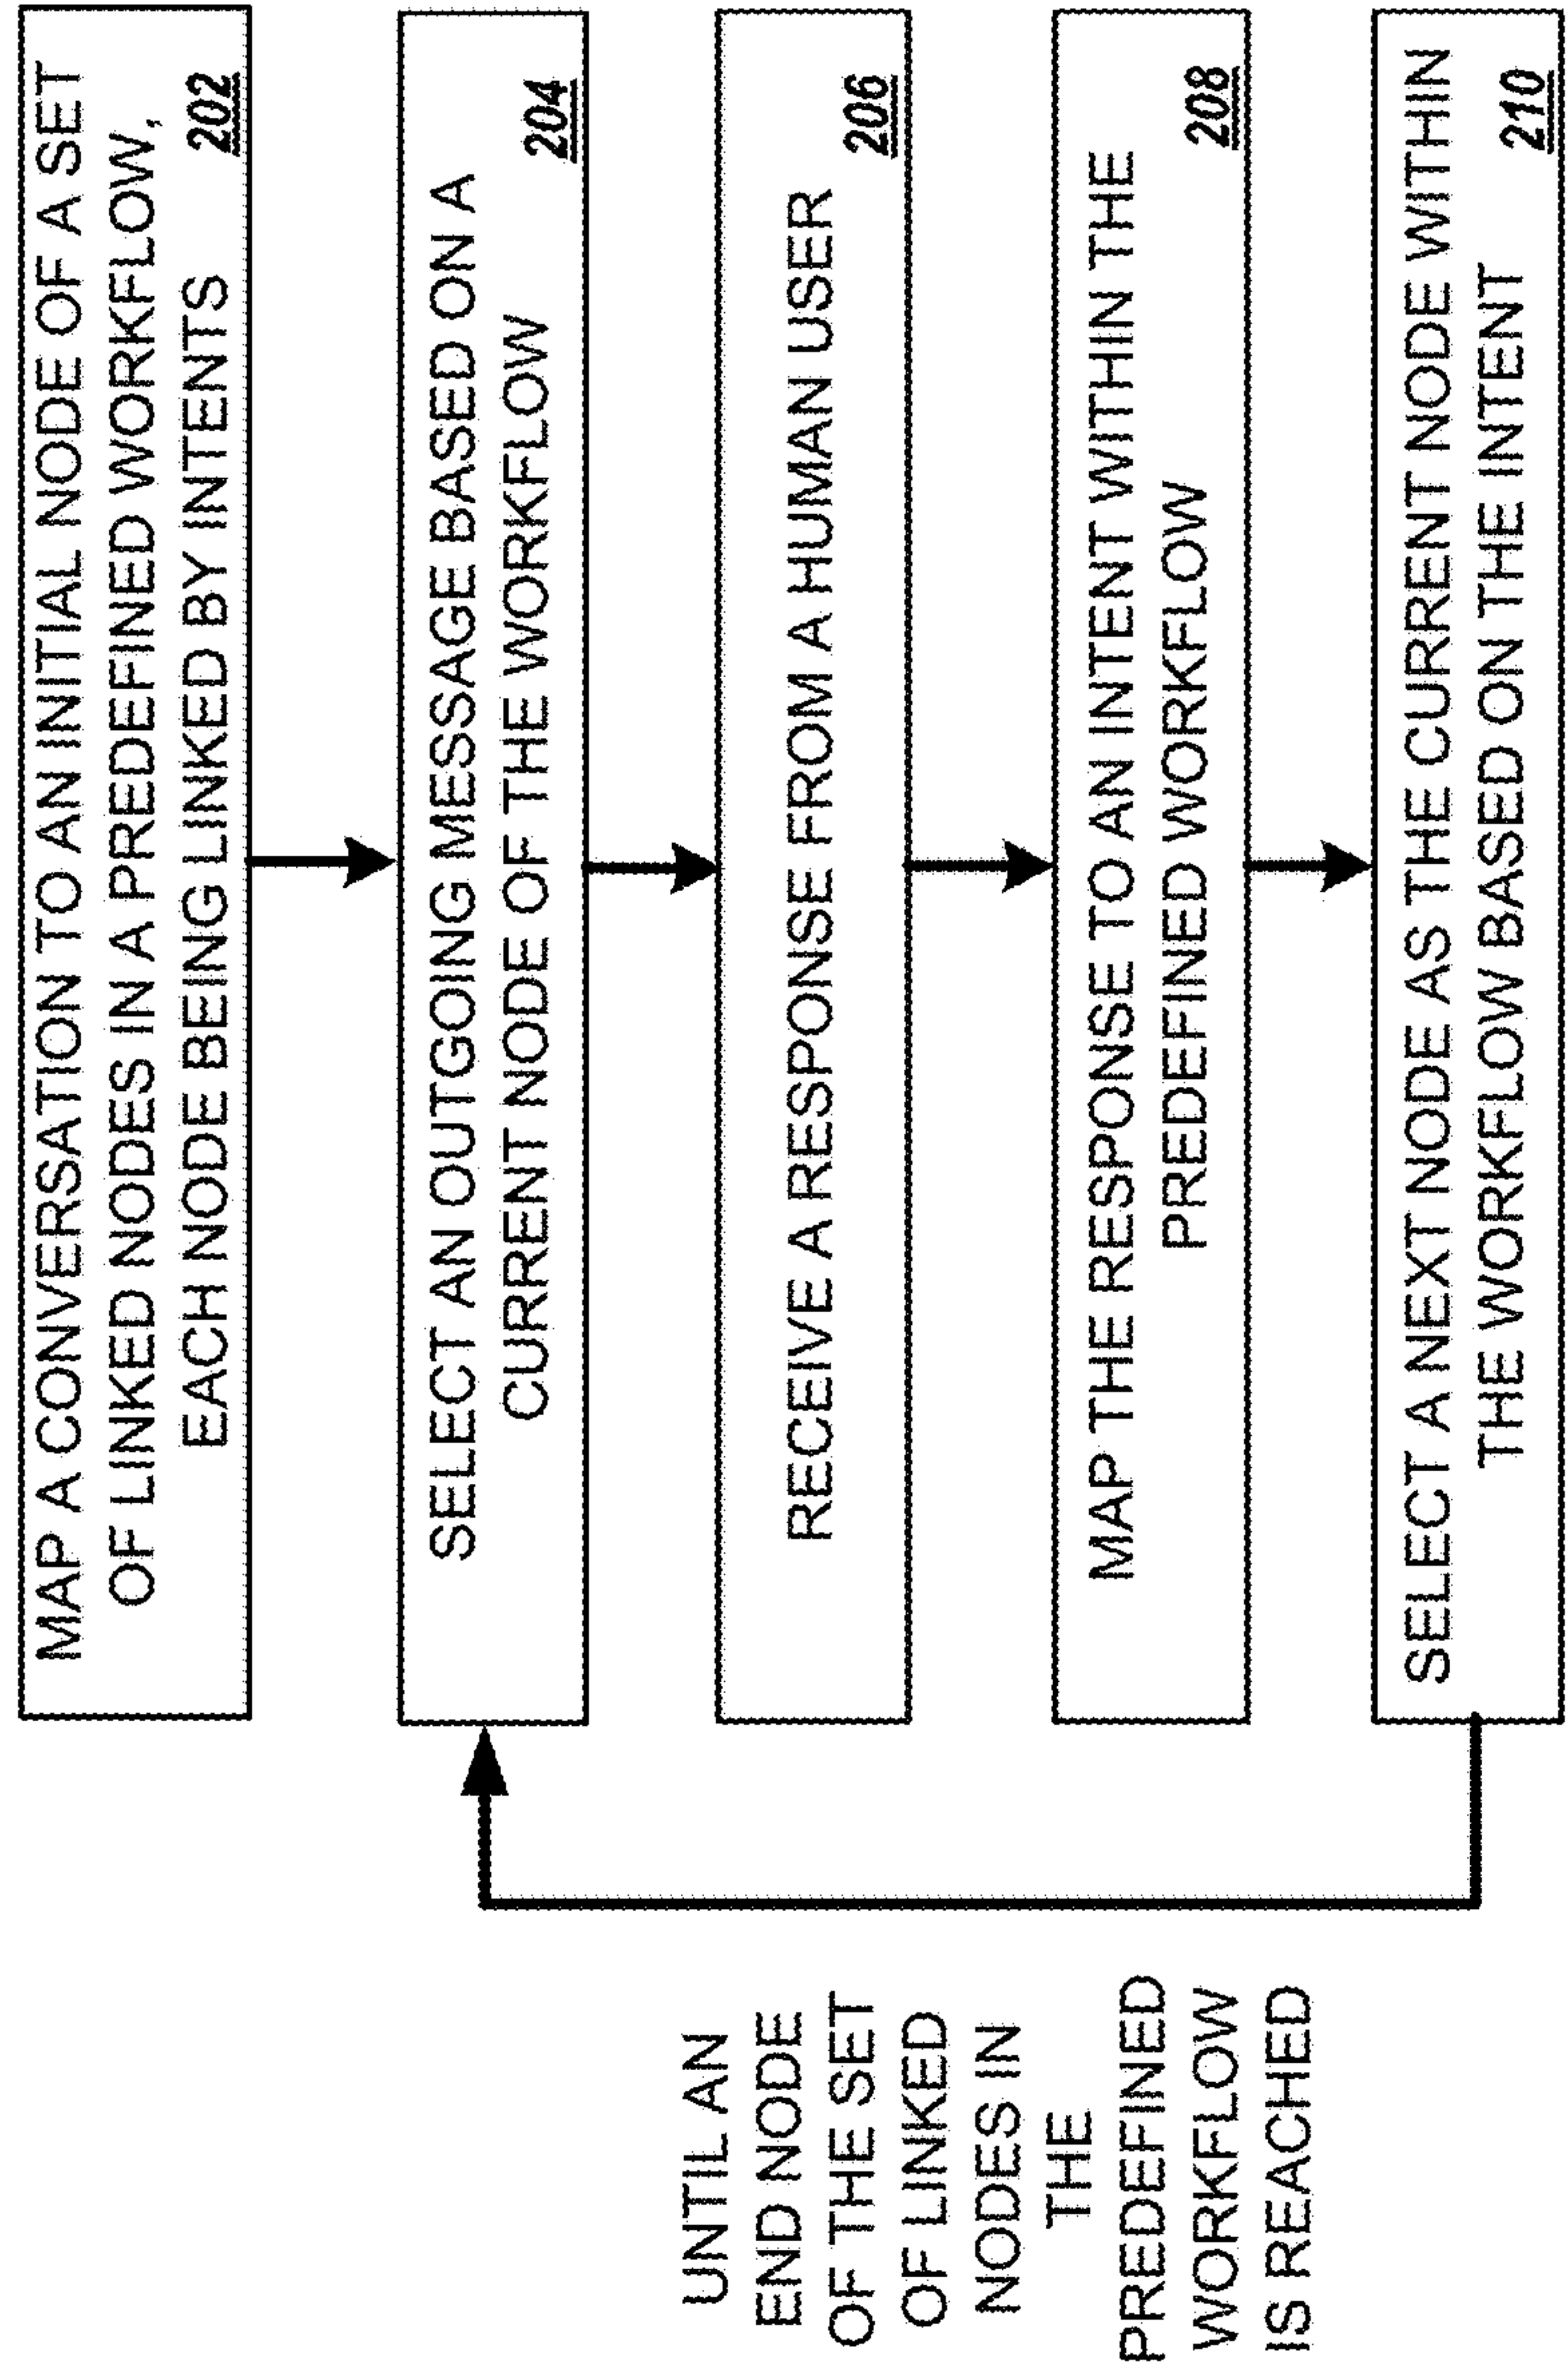 MAP A CONVERSATION TO AN INITIAL NODE OF A SET
OF LINKED NODES IN A PREDEFINED WORKFLOW,
EACH NODE BEING LINKED BY INTENTS 202
SELECT AN OUTGOING MESSAGE BASED ON A
CURRENT NODE OF THE WORKFLOW 204
RECEIVE A RESPONSE FROM A HUMAN USER
206
MAP THE RESPONSE TO AN INTENT WITHIN THE
PREDEFINED WORKFLOW 208
SELECT A NEXT NODE AS THE CURRENT NODE WITHIN
THE WORKFLOW BASED ON THE INTENT 210
UNTIL AN
END NODE
OF THE SET
OF LINKED
NODES IN
THE
PREDEFINED
WORKFLOW
IS REACHED